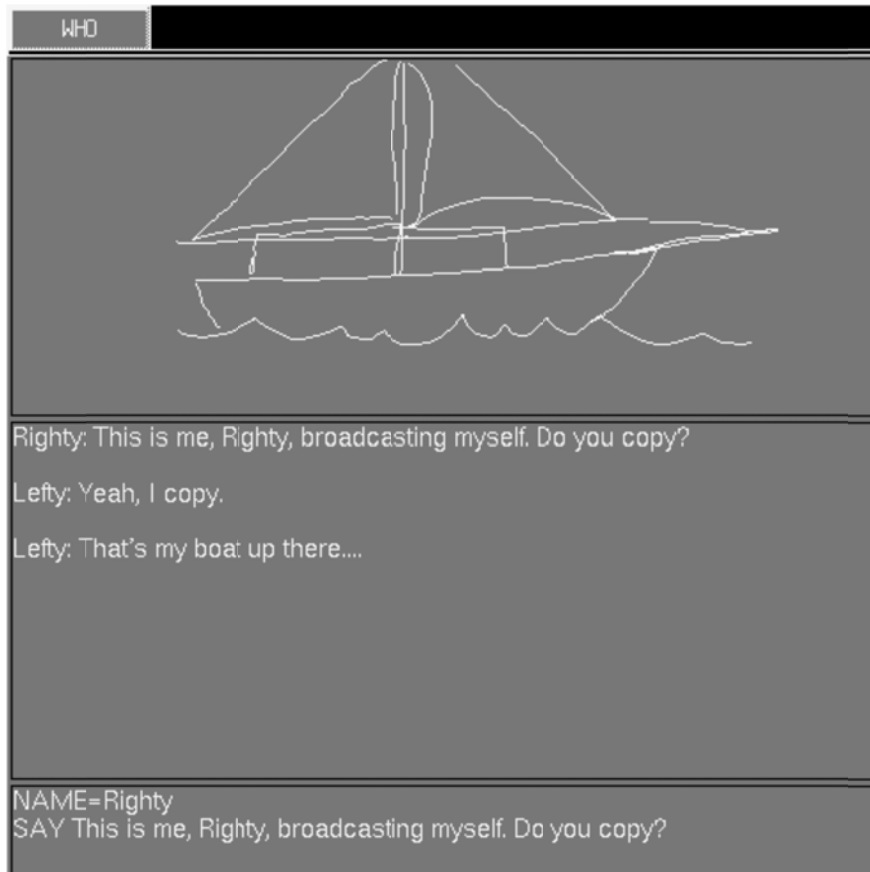 WHO
Righty: This is me, Righty, broadcasting myself. Do you copy?
Lefty: Yeah, I copy.
Lefty: That's my boat up there....
NAME=Righty
SAY This is me, Righty, broadcasting myself. Do you copy?